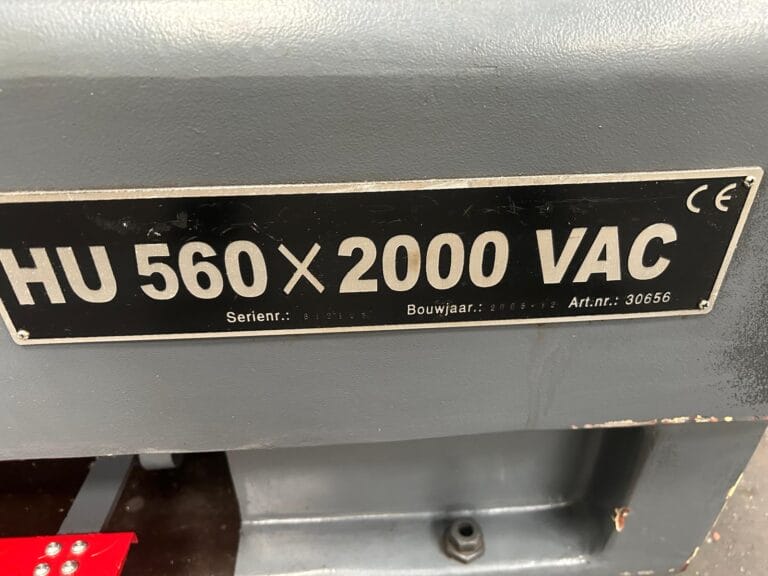 CE
HU 560 X 2000 VAC
Serienr.: Bouwjaar.: Art.nr.: 30656